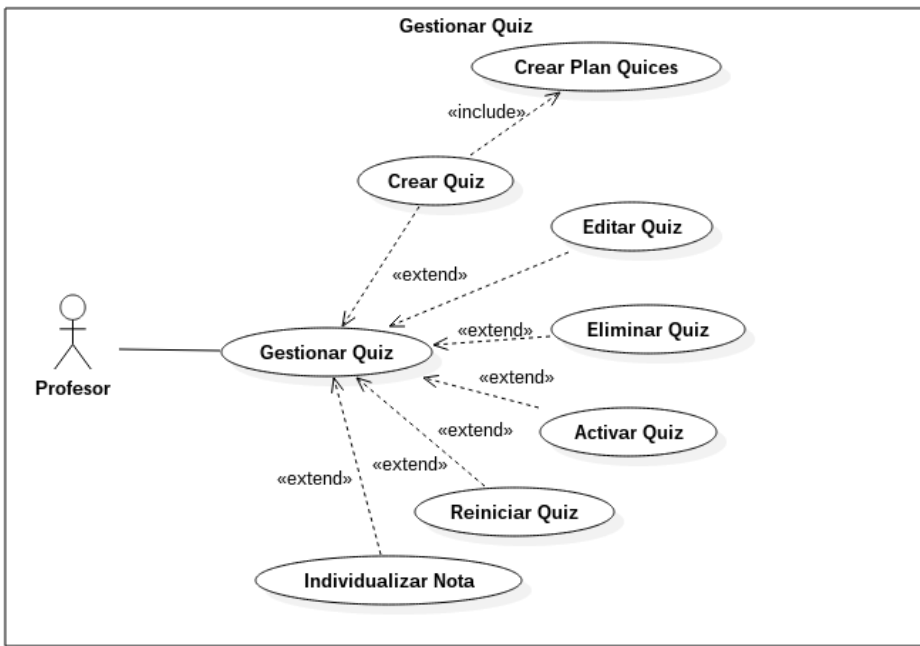 Gestionar Quiz
Crear Plan Quices
«include»
Crear Quiz
Editar Quiz
«extend»
«extend»
Eliminar Quiz
Gestionar Quiz
«extend»
Profesor
«extend»
Activar Quiz
«extend»
«extend»
Reiniciar Quiz
Individualizar Nota